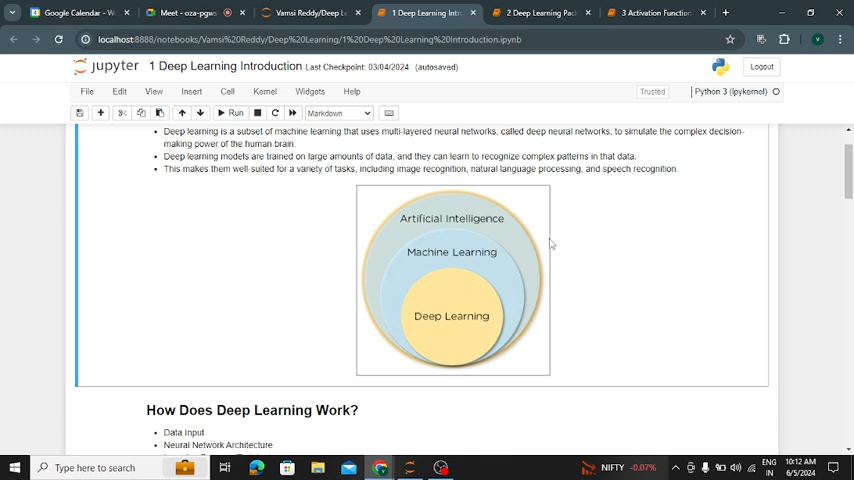 Google Calendar - W
Meet - oza-pgw
Vamsi Reddy/Deep L
1 Deep Learning Intro
2 Deep Learning Pac
3 Activation Function
localhost:8888/notebooks/Vamsi%20Reddy/Deep%20Learning/1%20Deep%20Learning%20Introduction.ipynb
jupyter 1 Deep Learning Introduction Last Checkpoint: 03/04/2024 (autosaved)
Logout
File Edit View Insert Cell Kernel Widgets Help
Trusted
Python 3 (ipykernel)
Run
Markdown
• Deep learning is a subset of machine learning that uses multi-layered neural networks, called deep neural networks, to simulate the complex decision-
making power of the human brain.
• Deep learning models are trained on large amounts of data, and they can learn to recognize complex patterns in that data.
• This makes them well-suited for a variety of tasks, including image recognition, natural language processing, and speech recognition.
Artificial Intelligence
Machine Learning
Deep Learning
How Does Deep Learning Work?
• Data Input
• Neural Network Architecture
Type here to search
NIFTY -0.07%
ENG
IN
10:12 AM
6/5/2024